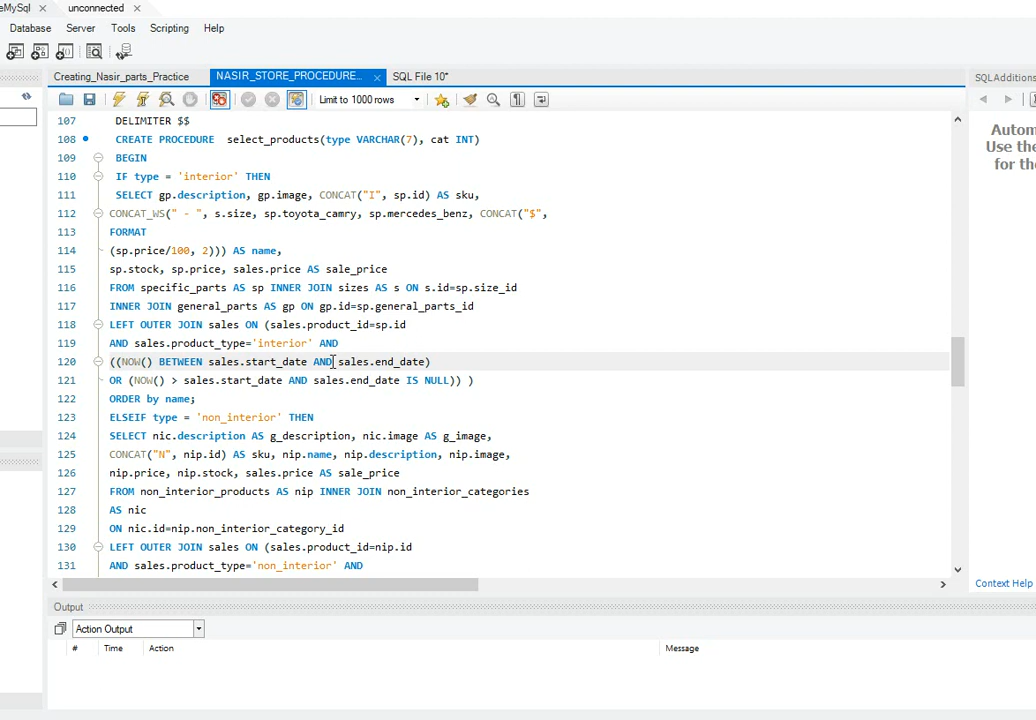 eMySql
unconnected
Database Server Tools Scripting Help
Creating_Nasir_parts_Practice NASIR_STORE_PROCEDURE... SQL File 10*
SQLAdditions
Limit to 1000 rows
107 DELIMITER $$
108 CREATE PROCEDURE select_products(type VARCHAR(7), cat INT)
109 BEGIN
110 IF type = 'interior' THEN
111 SELECT gp.description, gp.image, CONCAT("I", sp.id) AS sku,
112 CONCAT_WS(" - ", s.size, sp.toyota_camry, sp.mercedes_benz, CONCAT("$",
113 FORMAT
114 (sp.price/100, 2))) AS name,
115 sp.stock, sp.price, sales.price AS sale_price
116 FROM specific_parts AS sp INNER JOIN sizes AS s ON s.id=sp.size_id
117 INNER JOIN general_parts AS gp ON gp.id=sp.general_parts_id
118 LEFT OUTER JOIN sales ON (sales.product_id=sp.id
119 AND sales.product_type='interior' AND
120 ((NOW() BETWEEN sales.start_date AND sales.end_date)
121 OR (NOW() > sales.start_date AND sales.end_date IS NULL)) )
122 ORDER by name;
123 ELSEIF type = 'non_interior' THEN
124 SELECT nic.description AS g_description, nic.image AS g_image,
125 CONCAT("N", nip.id) AS sku, nip.name, nip.description, nip.image,
126 nip.price, nip.stock, sales.price AS sale_price
127 FROM non_interior_products AS nip INNER JOIN non_interior_categories
128 AS nic
129 ON nic.id=nip.non_interior_category_id
130 LEFT OUTER JOIN sales ON (sales.product_id=nip.id
131 AND sales.product_type='non_interior' AND
Autom
Use the
for the
Context Help
Output
Action Output
# Time Action Message